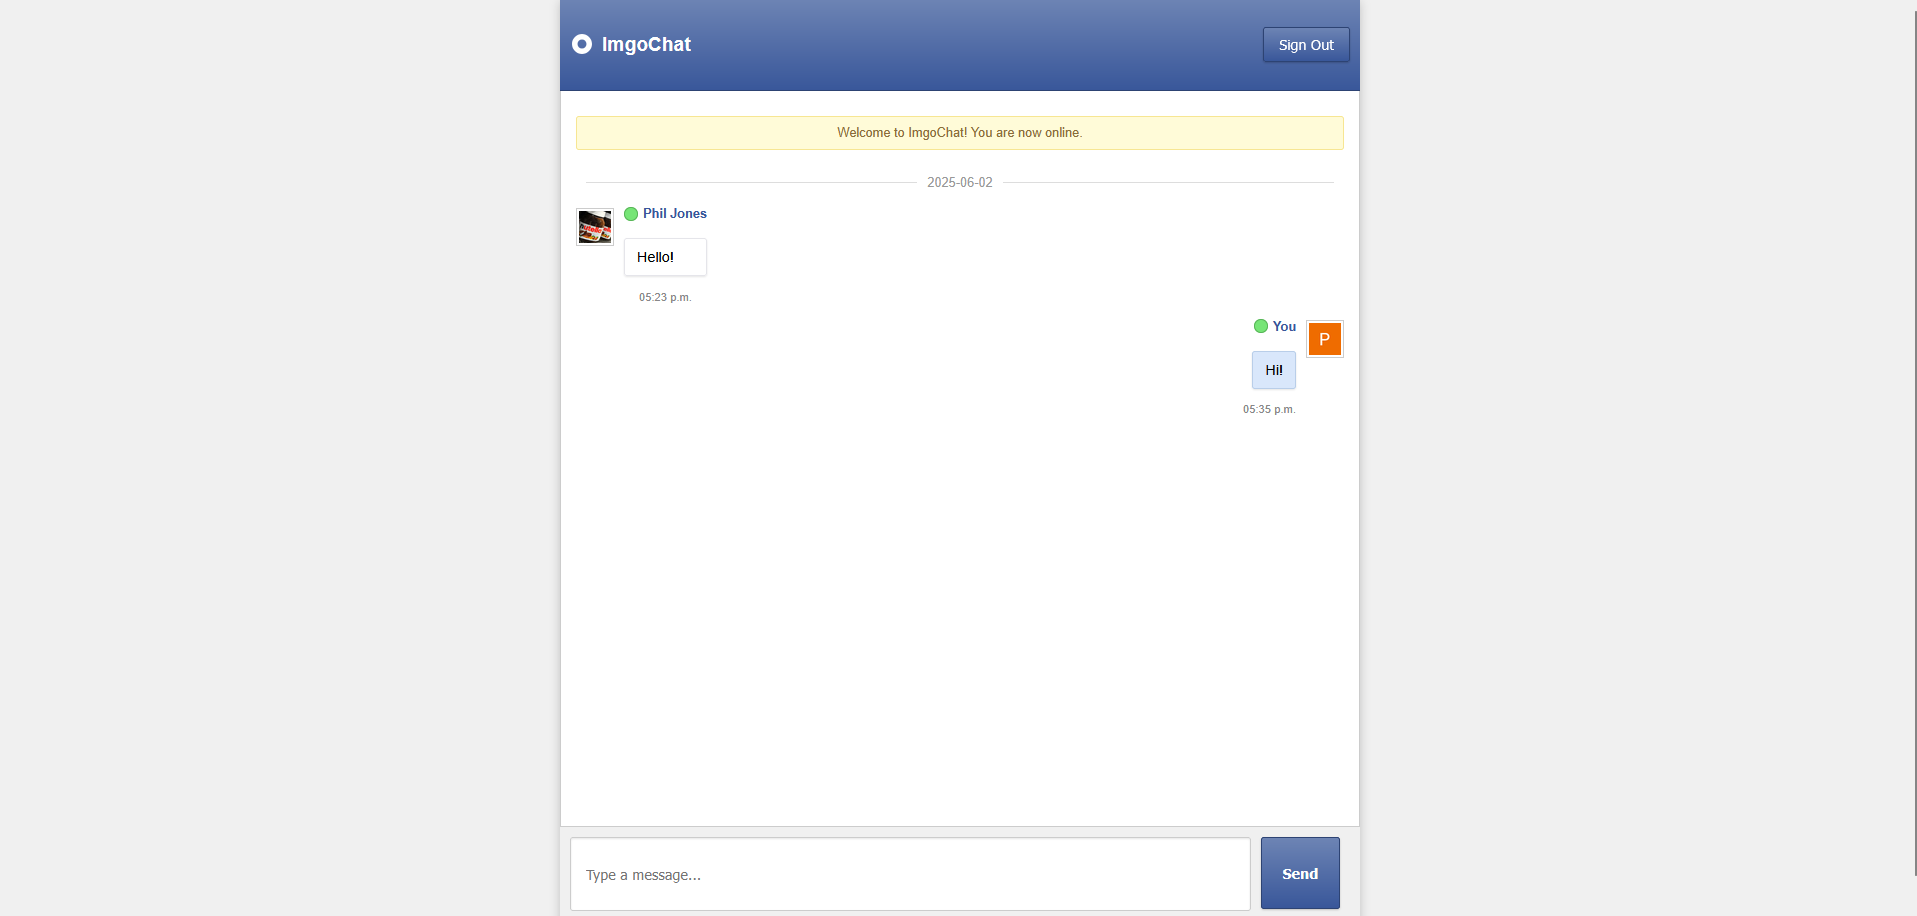 ImgoChat
Sign Out
Welcome to ImgoChat! You are now online.
2025-06-02
Phil Jones
Hello!
05:23 p.m.
You
P
Hi!
05:35 p.m.
Type a message...
Send